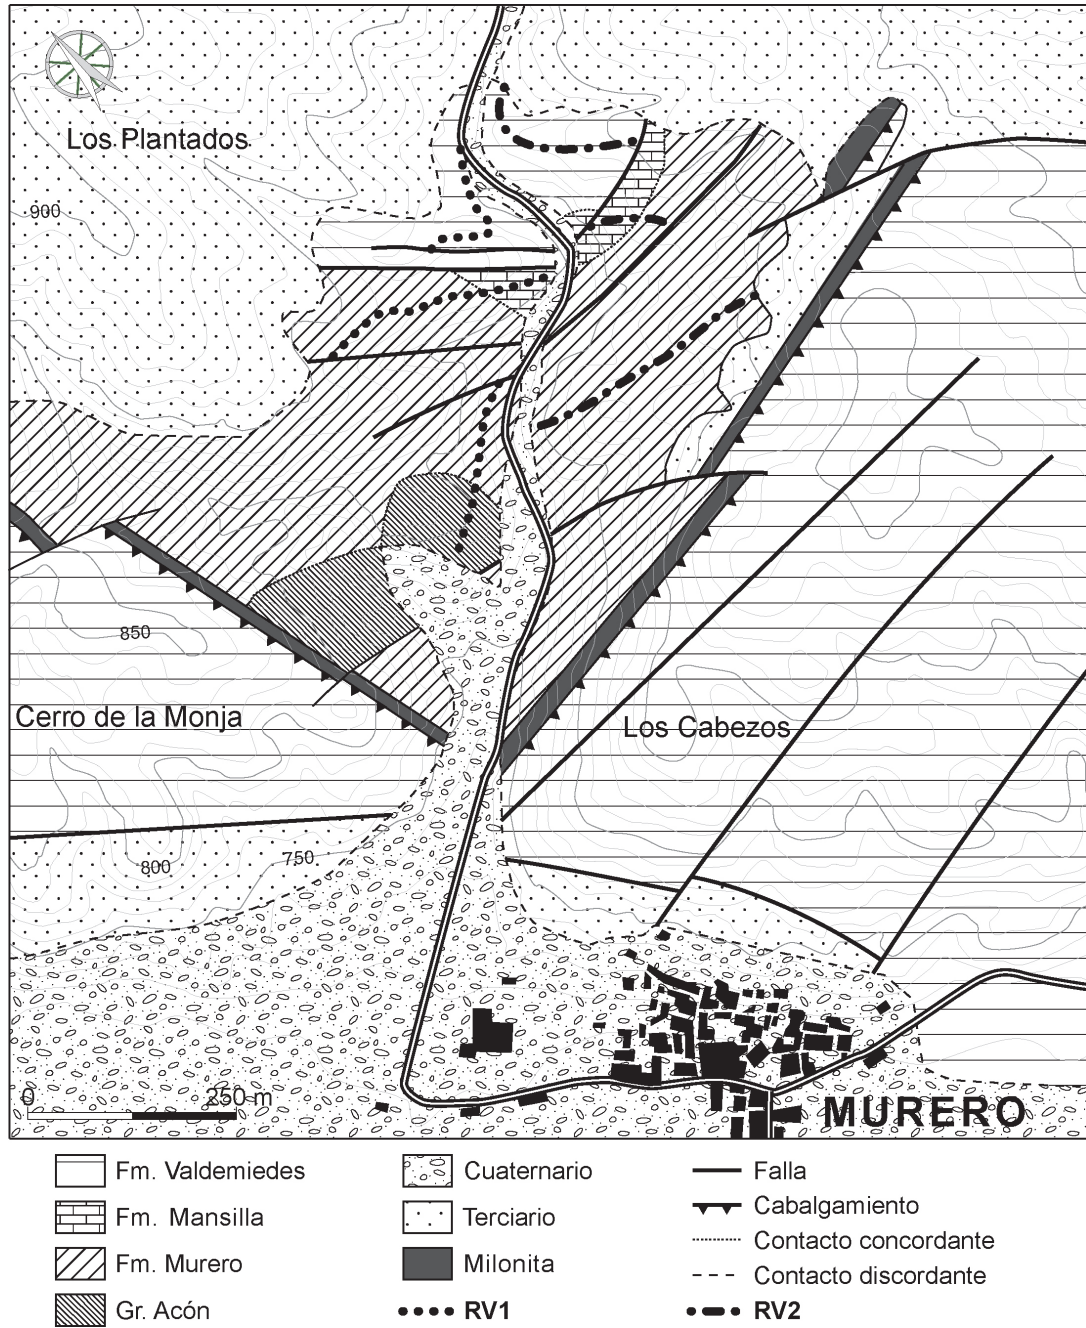 Los Plantados
900
850
Cerro de la Monja
Los Cabezos
800
750
0 250 m
MURERO
Fm. Valdemiedes
Fm. Mansilla
Fm. Murero
Gr. Acón
Cuaternario
Terciario
Milonita
RV1
Falla
Cabalgamiento
Contacto concordante
Contacto discordante
RV2